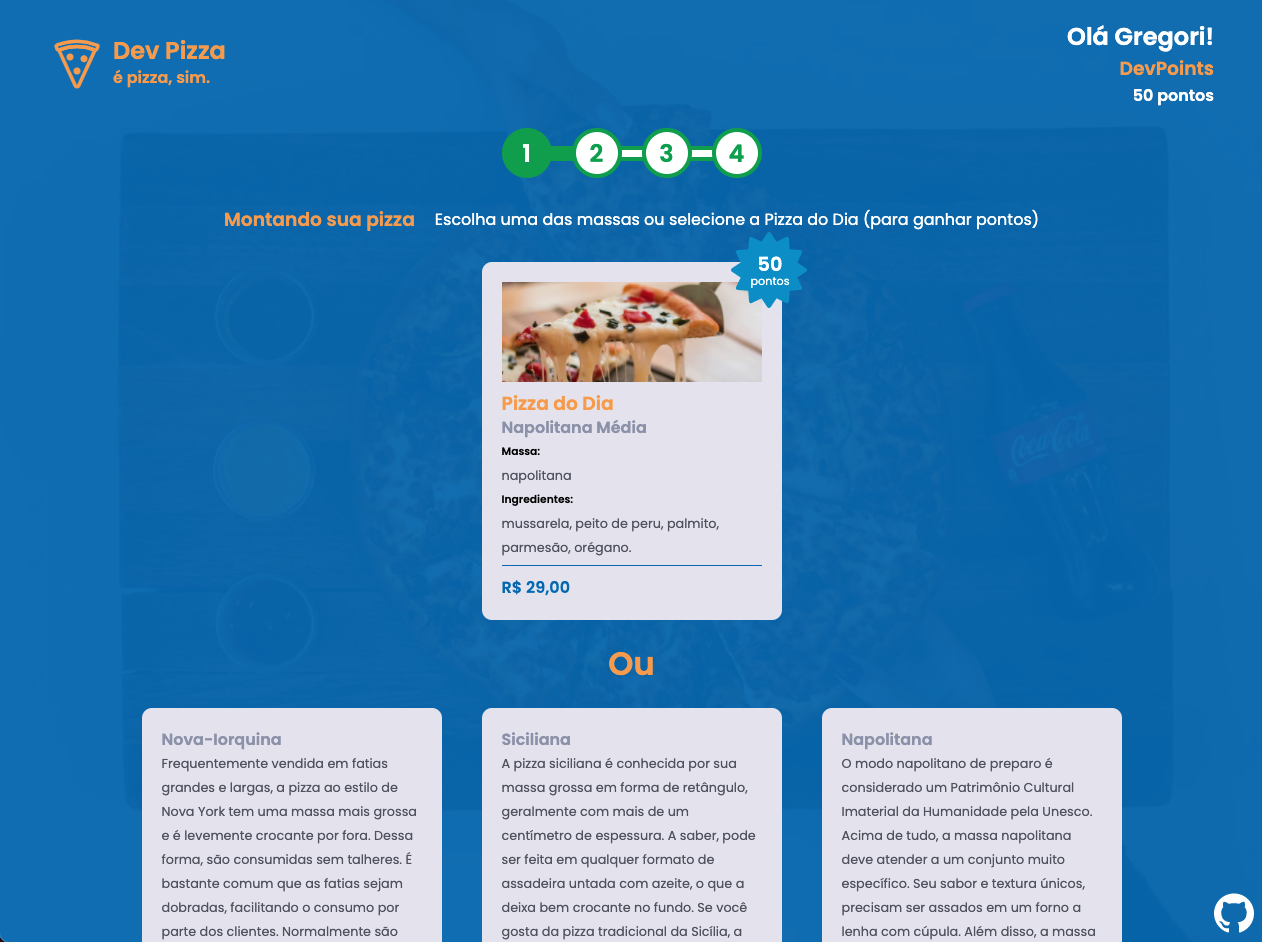 Dev Pizza
é pizza, sim.
Olá Gregori!
DevPoints
50 pontos
1
2
3
4
Montando sua pizza
Escolha uma das massas ou selecione a Pizza do Dia (para ganhar pontos)
50
pontos
Pizza do Dia
Napolitana Média
Massa:
napolitana
Ingredientes:
mussarela, peito de peru, palmito,
parmesão, orégano.
R$ 29,00
Coca-Cola
Ou
Nova-Iorquina
Frequentemente vendida em fatias
grandes e largas, a pizza ao estilo de
Nova York tem uma massa mais grossa
e é levemente crocante por fora. Dessa
forma, são consumidas sem talheres. É
bastante comum que as fatias sejam
dobradas, facilitando o consumo por
parte dos clientes. Normalmente são
Siciliana
A pizza siciliana é conhecida por sua
massa grossa em forma de retângulo,
geralmente com mais de um
centímetro de espessura. A saber, pode
ser feita em qualquer formato de
assadeira untada com azeite, o que a
deixa bem crocante no fundo. Se você
gosta da pizza tradicional da Sicília, a
Napolitana
O modo napolitano de preparo é
considerado um Patrimônio Cultural
Imaterial da Humanidade pela Unesco.
Acima de tudo, a massa napolitana
deve atender a um conjunto muito
específico. Seu sabor e textura únicos,
precisam ser assados em um forno a
lenha com cúpula. Além disso, a massa